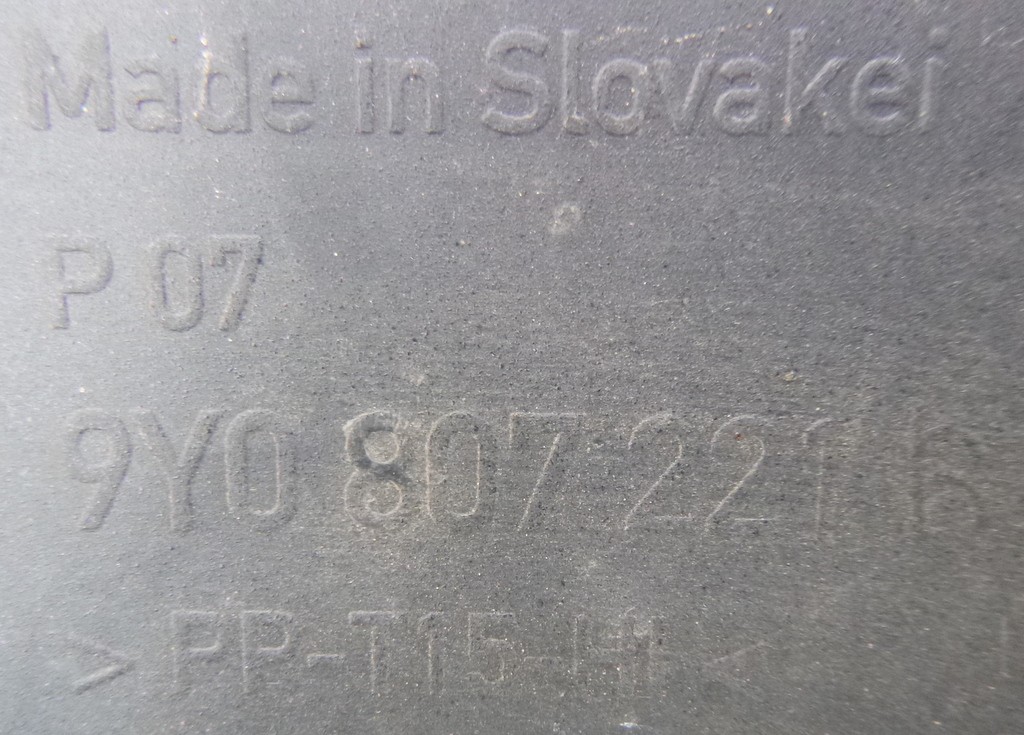 Made in Slovakei
P 07
9Y0 807 221
>PP-T15-